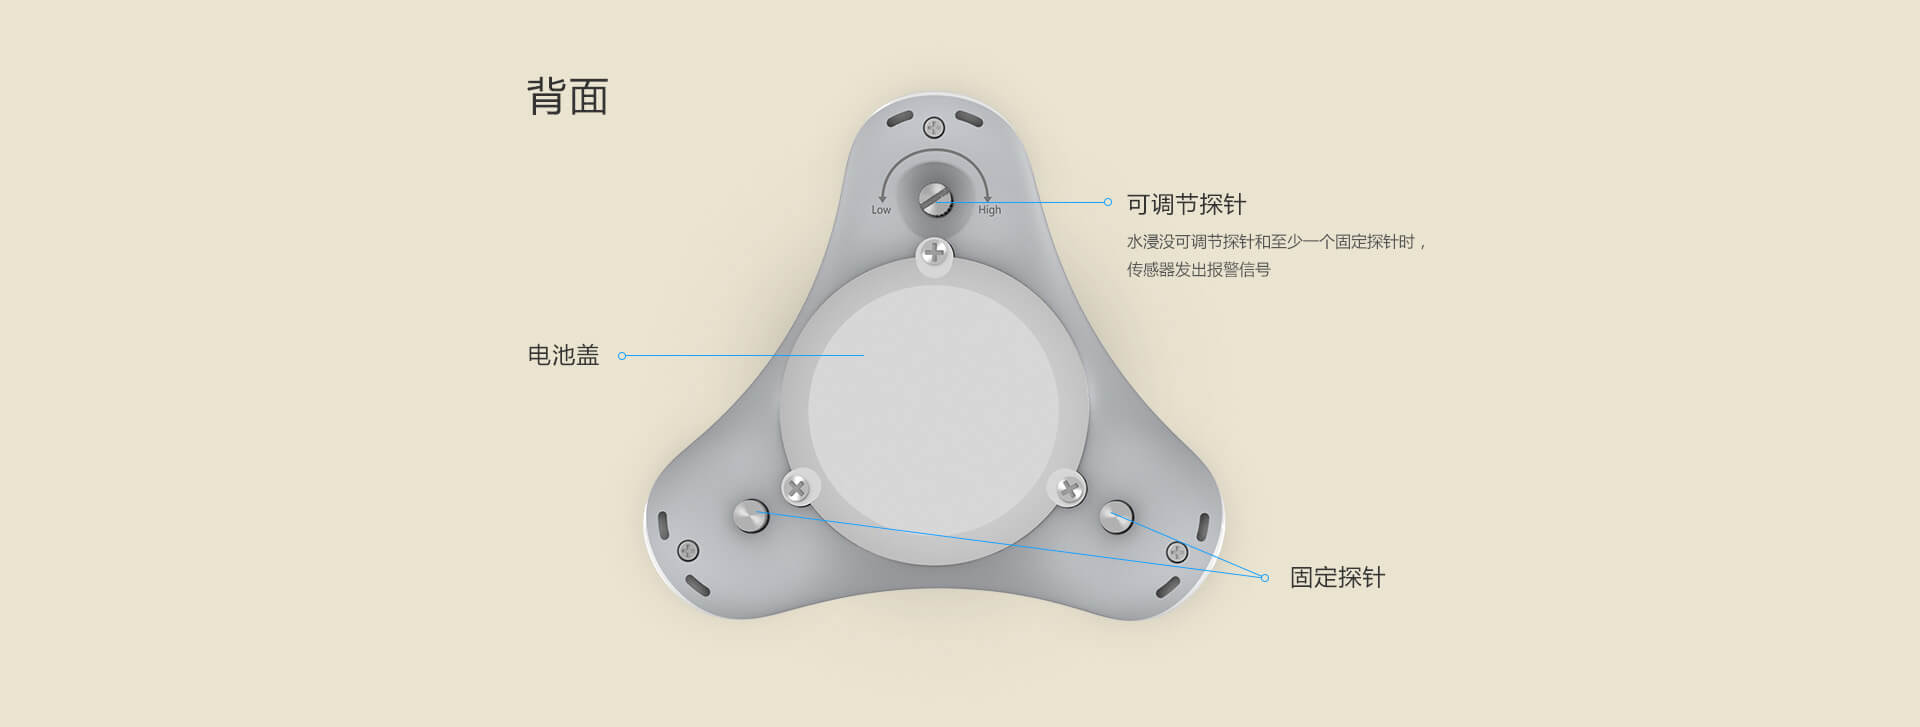 背面
Low
High
可调节探针
水浸没可调节探针和至少一个固定探针时，
传感器发出报警信号
电池盖
固定探针